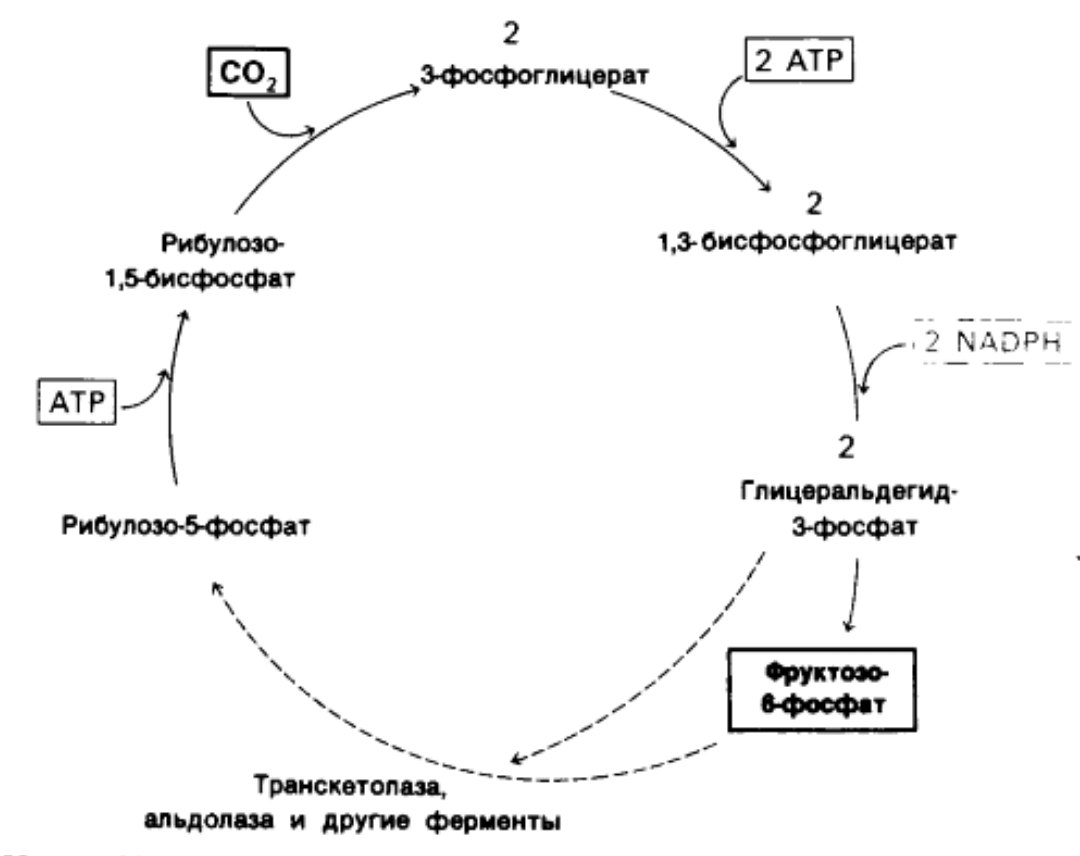 2
3-фосфоглицерат
CO₂
2 ATP
2
1,3-бисфосфоглицерат
2 NADPH
2
Глицеральдегид-
3-фосфат
Фруктозо-
6-фосфат
Транскетолаза,
альдолаза и другие ферменты
Рибулозо-5-фосфат
ATP
Рибулозо-
1,5-бисфосфат